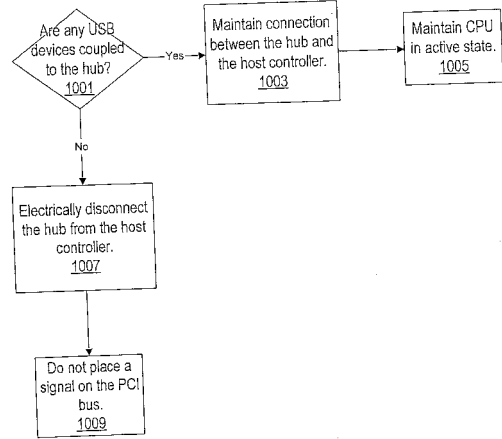 Are any USB
devices coupled
to the hub?
1001
Yes
Maintain connection
between the hub and
the host controller.
1003
Maintain CPU
in active state.
1005
No
Electrically disconnect
the hub from the host
controller.
1007
Do not place a
signal on the PCI
bus.
1009